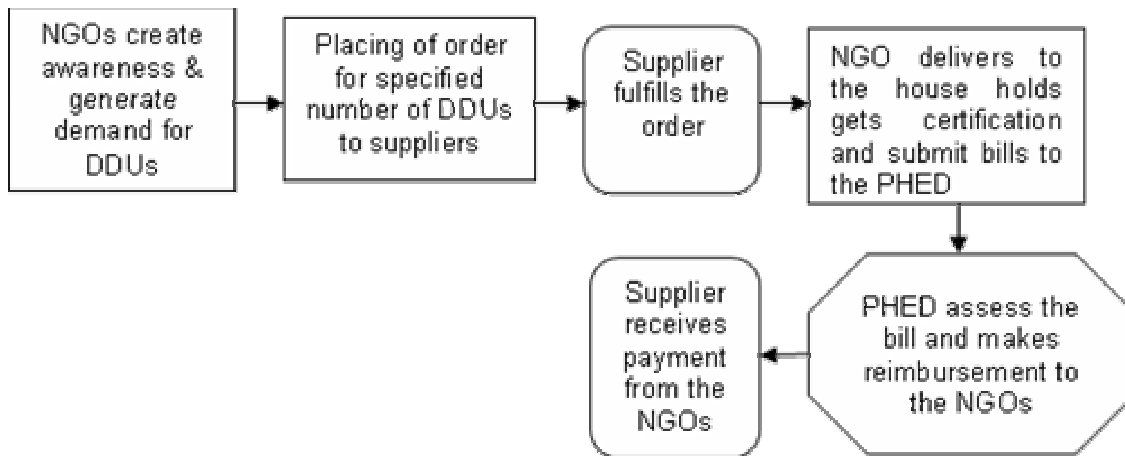 NGOs create
awareness &
generate
demand for
DDUs
Placing of order
for specified
number of DDUs
to suppliers
Supplier
fulfills the
order
NGO delivers to
the house holds
gets certification
and submit bills to
the PHED
PHED assess the
bill and makes
reimbursement to
the NGOs
Supplier
receives
payment
from the
NGOs